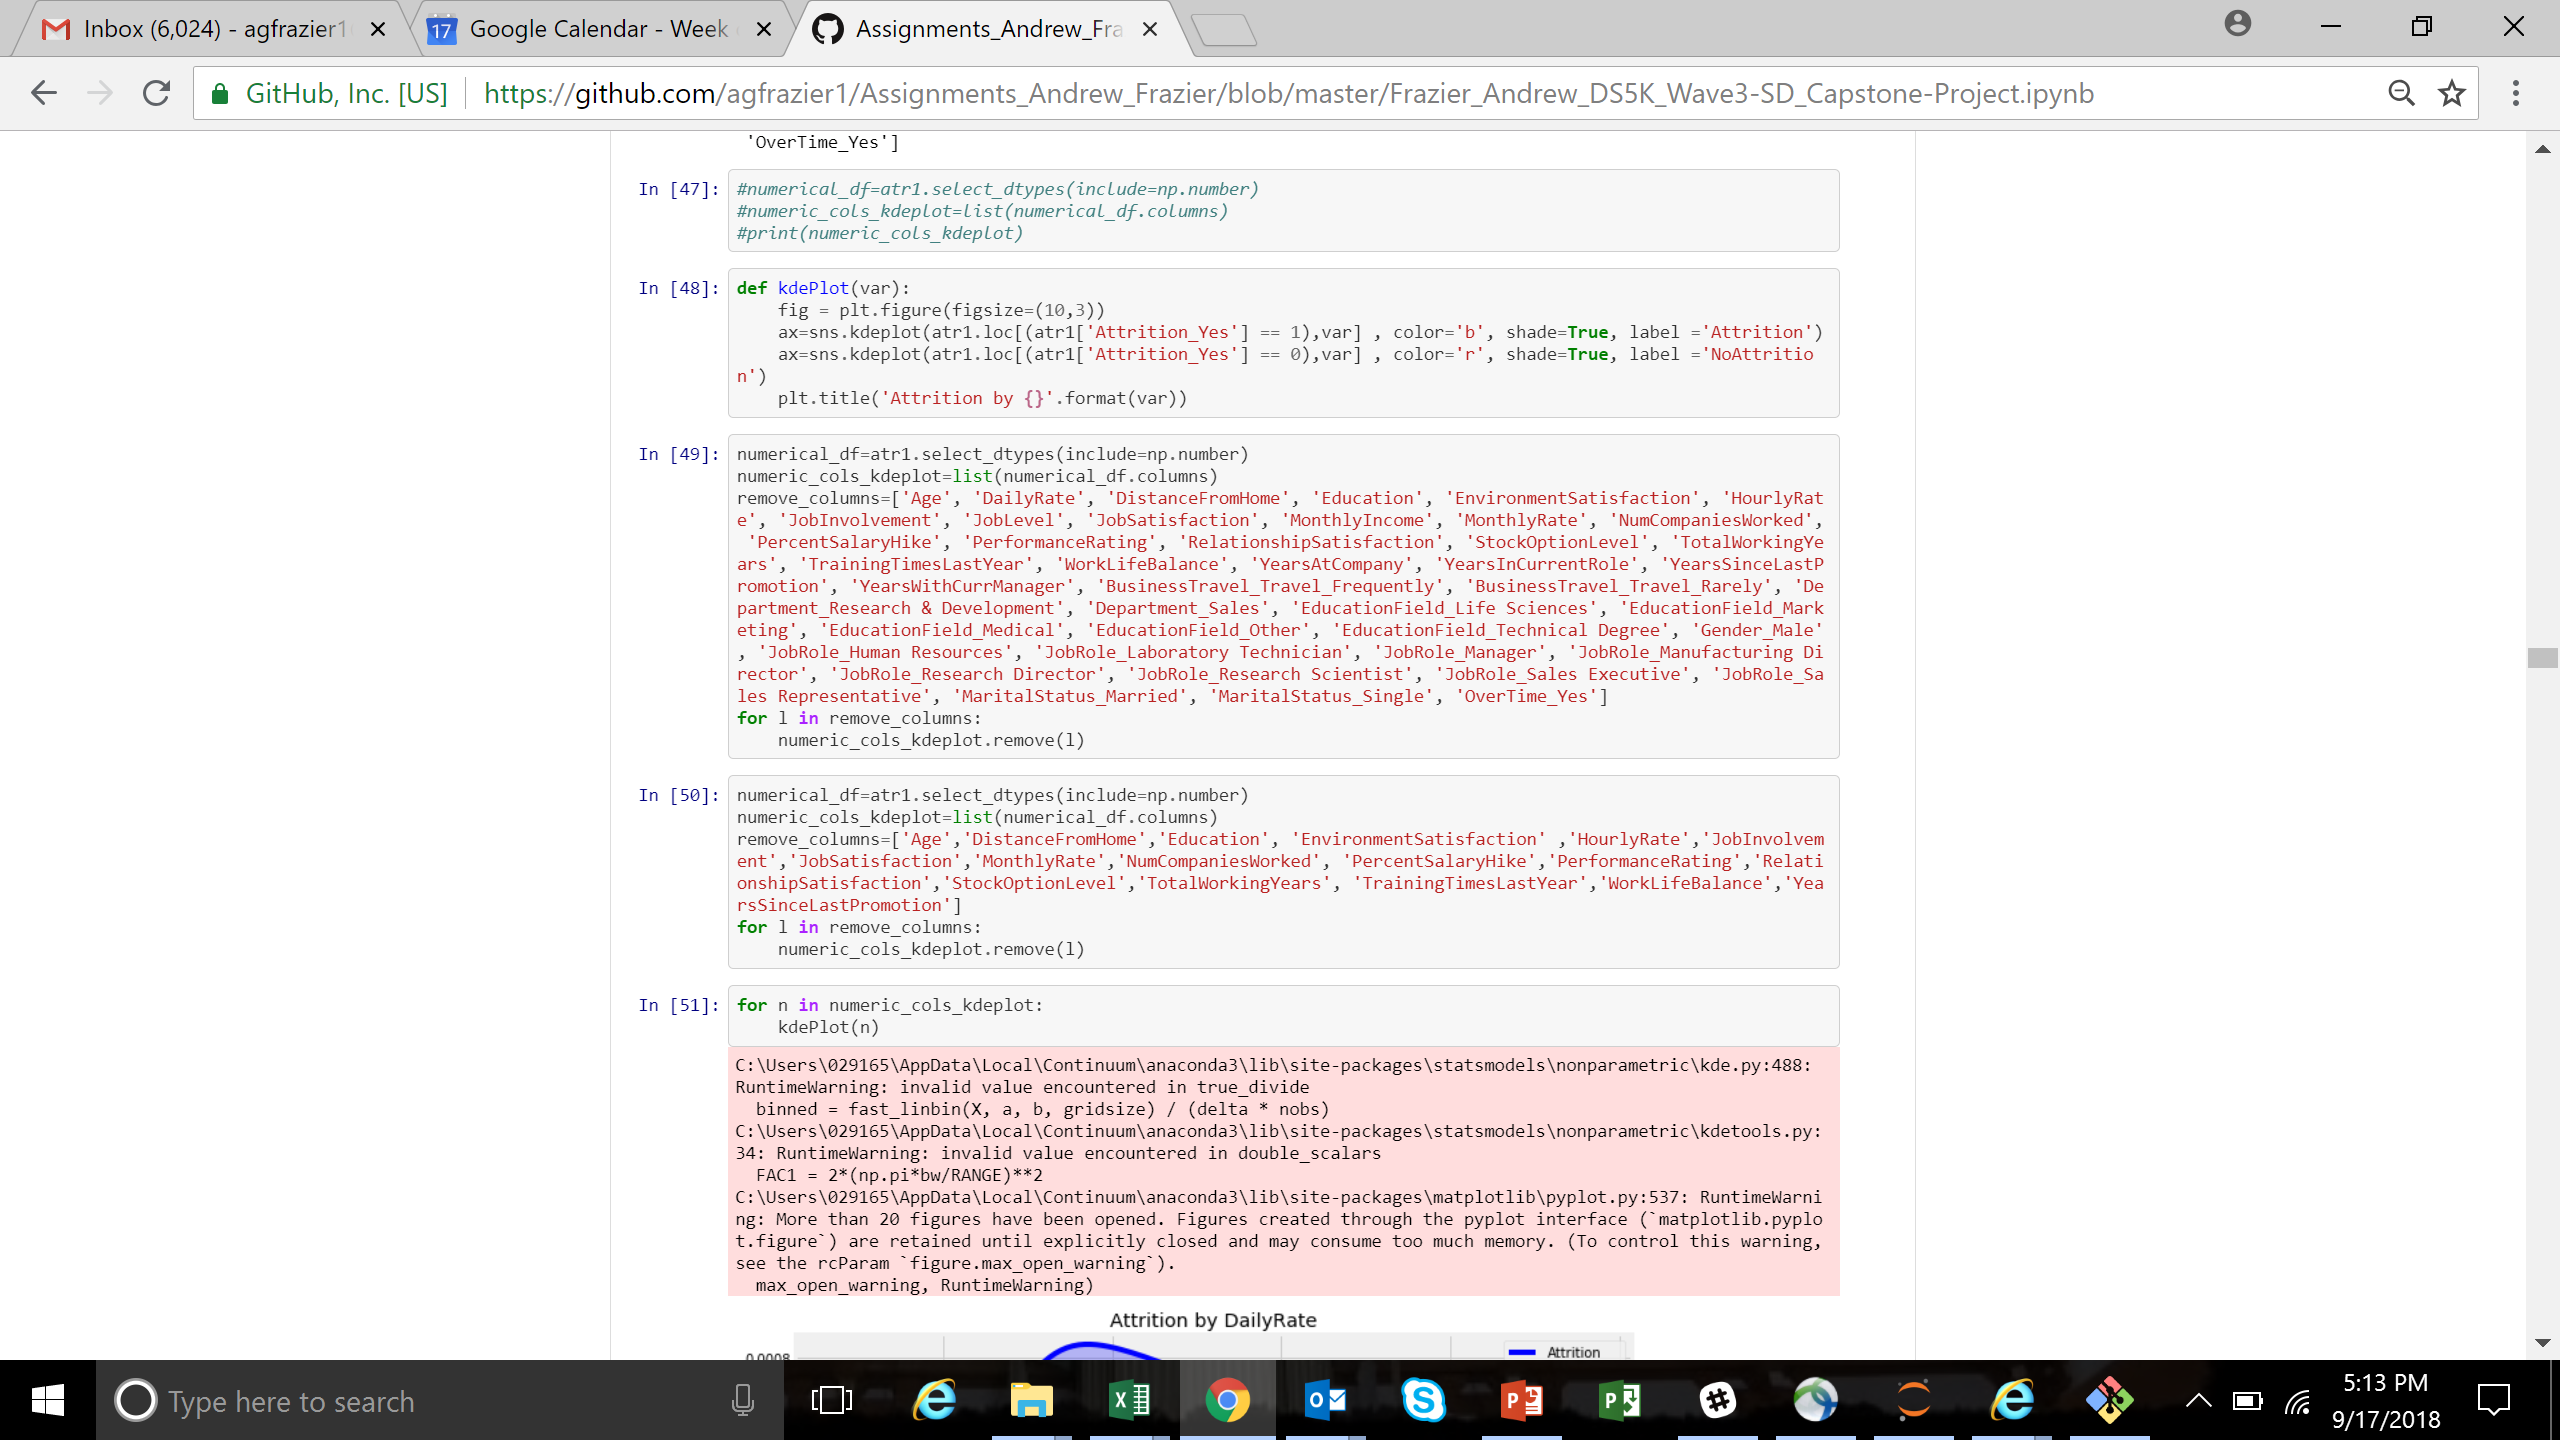 Inbox (6,024) - agfrazier1
Google Calendar - Week
Assignments_Andrew_Fra
GitHub, Inc. [US]
https://github.com/agfrazier1/Assignments_Andrew_Frazier/blob/master/Frazier_Andrew_DS5K_Wave3-SD_Capstone-Project.ipynb
'OverTime_Yes']
In [47]: #numerical_df=atr1.select_dtypes(include=np.number)
#numeric_cols_kdeplot=list(numerical_df.columns)
#print(numeric_cols_kdeplot)
In [48]: def kdePlot(var):
    fig = plt.figure(figsize=(10,3))
    ax=sns.kdeplot(atr1.loc[(atr1['Attrition_Yes'] == 1),var] , color='b', shade=True, label ='Attrition')
    ax=sns.kdeplot(atr1.loc[(atr1['Attrition_Yes'] == 0),var] , color='r', shade=True, label ='NoAttritio
n')
    plt.title('Attrition by {}'.format(var))
In [49]: numerical_df=atr1.select_dtypes(include=np.number)
numeric_cols_kdeplot=list(numerical_df.columns)
remove_columns=['Age', 'DailyRate', 'DistanceFromHome', 'Education', 'EnvironmentSatisfaction', 'HourlyRat
e', 'JobInvolvement', 'JobLevel', 'JobSatisfaction', 'MonthlyIncome', 'MonthlyRate', 'NumCompaniesWorked',
 'PercentSalaryHike', 'PerformanceRating', 'RelationshipSatisfaction', 'StockOptionLevel', 'TotalWorkingYe
ars', 'TrainingTimesLastYear', 'WorkLifeBalance', 'YearsAtCompany', 'YearsInCurrentRole', 'YearsSinceLastP
romotion', 'YearsWithCurrManager', 'BusinessTravel_Travel_Frequently', 'BusinessTravel_Travel_Rarely', 'De
partment_Research & Development', 'Department_Sales', 'EducationField_Life Sciences', 'EducationField_Mark
eting', 'EducationField_Medical', 'EducationField_Other', 'EducationField_Technical Degree', 'Gender_Male'
, 'JobRole_Human Resources', 'JobRole_Laboratory Technician', 'JobRole_Manager', 'JobRole_Manufacturing Di
rector', 'JobRole_Research Director', 'JobRole_Research Scientist', 'JobRole_Sales Executive', 'JobRole_Sa
les Representative', 'MaritalStatus_Married', 'MaritalStatus_Single', 'OverTime_Yes']
for l in remove_columns:
    numeric_cols_kdeplot.remove(l)
In [50]: numerical_df=atr1.select_dtypes(include=np.number)
numeric_cols_kdeplot=list(numerical_df.columns)
remove_columns=['Age','DistanceFromHome','Education', 'EnvironmentSatisfaction' ,'HourlyRate','JobInvolvem
ent','JobSatisfaction','MonthlyRate','NumCompaniesWorked', 'PercentSalaryHike','PerformanceRating','Relati
onshipSatisfaction','StockOptionLevel','TotalWorkingYears', 'TrainingTimesLastYear','WorkLifeBalance','Yea
rsSinceLastPromotion']
for l in remove_columns:
    numeric_cols_kdeplot.remove(l)
In [51]: for n in numeric_cols_kdeplot:
    kdePlot(n)
C:\Users\029165\AppData\Local\Continuum\anaconda3\lib\site-packages\statsmodels\nonparametric\kde.py:488:
RuntimeWarning: invalid value encountered in true_divide
  binned = fast_linbin(X, a, b, gridsize) / (delta * nobs)
C:\Users\029165\AppData\Local\Continuum\anaconda3\lib\site-packages\statsmodels\nonparametric\kdetools.py:
34: RuntimeWarning: invalid value encountered in double_scalars
  FAC1 = 2*(np.pi*bw/RANGE)**2
C:\Users\029165\AppData\Local\Continuum\anaconda3\lib\site-packages\matplotlib\pyplot.py:537: RuntimeWarni
ng: More than 20 figures have been opened. Figures created through the pyplot interface (`matplotlib.pyplo
t.figure`) are retained until explicitly closed and may consume too much memory. (To control this warning,
see the rcParam `figure.max_open_warning`).
  max_open_warning, RuntimeWarning)
Attrition by DailyRate
0.0008
Attrition
Type here to search
5:13 PM
9/17/2018